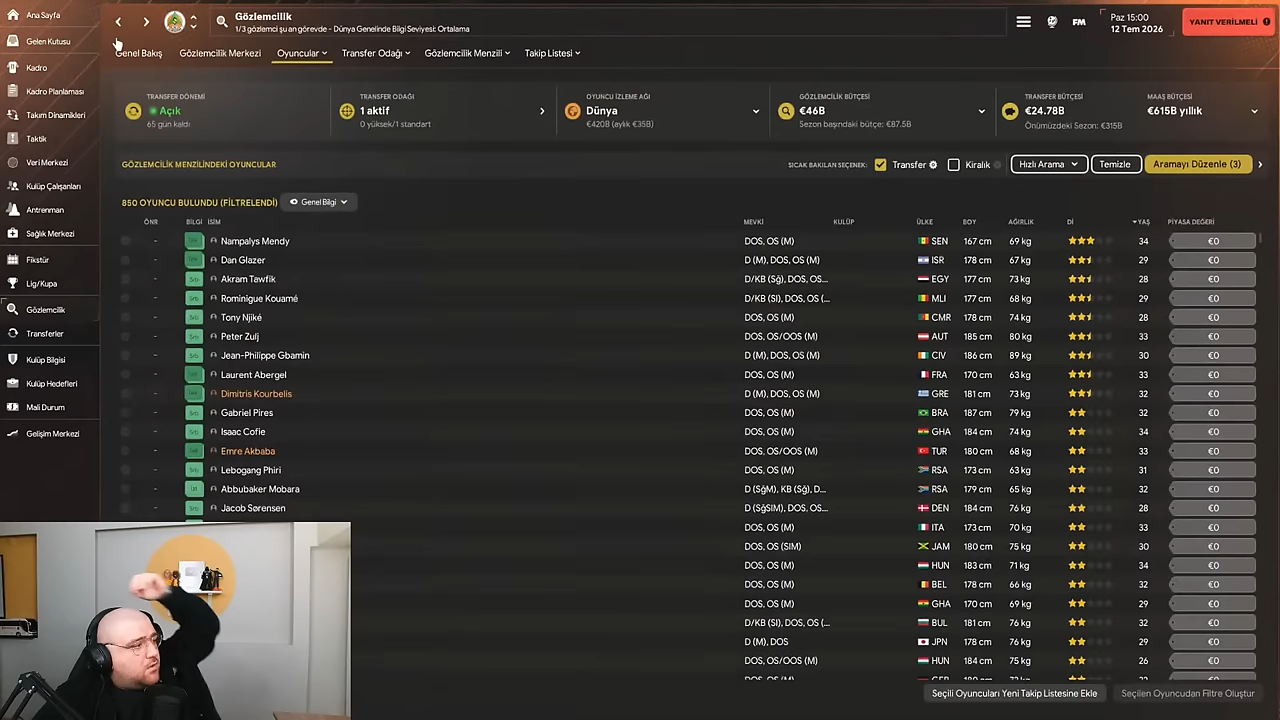 Ana Sayfa
Gelen Kutusu
Kadro
Kadro Planlaması
Takım Dinamikleri
Taktik
Veri Merkezi
Kulüp Çalışanları
Antrenman
Sağlık Merkezi
Fikstür
Lig/Kupa
Gözlemcilik
Transferler
Kulüp Bilgisi
Kulüp Hedefleri
Mali Durum
Gelişim Merkezi
Gözlemcilik
1/3 gözlemci şu an görevde - Dünya Genelinde Bilgi Seviyesi: Ortalama
FM
Paz 15:00
12 Tem 2026
YANIT VERİLMELİ
Genel Bakış Gözlemcilik Merkezi Oyuncular Transfer Odağı Gözlemcilik Menzili Takip Listesi
TRANSFER DÖNEMİ
Açık
65 gün kaldı
TRANSFER ODAĞI
1 aktif
0 yüksek/1 standart
OYUNCU İZLEME AĞI
Dünya
€420B (aylık €35B)
GÖZLEMCİLİK BÜTÇESİ
€46B
Sezon başındaki bütçe: €87.5B
TRANSFER BÜTÇESİ
€24.78B
Önümüzdeki Sezon: €315B
MAAŞ BÜTÇESİ
€615B yıllık
GÖZLEMCİLİK MENZİLİNDEKİ OYUNCULAR
SICAK BAKILAN SEÇENEK: Transfer Kiralık Hızlı Arama Temizle Aramayı Düzenle (3)
850 OYUNCU BULUNDU (FİLTRELENDİ) Genel Bilgi
ÖNR BİLGİ İSİM MEVKİ KULÜP ÜLKE BOY AĞIRLIK Dİ YAŞ PİYASA DEĞERİ
- Nampalys Mendy DOS, OS (M) SEN 167 cm 69 kg 34 €0
- Dan Glazer D (M), DOS, OS (M) ISR 178 cm 67 kg 29 €0
- Akram Tawfik D/KB (Sğ), DOS, OS... EGY 177 cm 73 kg 28 €0
- Rominigue Kouamé D/KB (Sl), DOS, OS (... MLI 177 cm 68 kg 29 €0
- Tony Njiké DOS, OS (M) CMR 178 cm 74 kg 28 €0
- Peter Zulj DOS, OS/OOS (M) AUT 185 cm 80 kg 33 €0
- Jean-Philippe Gbamin D (M), DOS, OS (M) CIV 186 cm 89 kg 30 €0
- Laurent Abergel DOS, OS (M) FRA 170 cm 63 kg 33 €0
- Dimitris Kourbelis D (M), DOS, OS (M) GRE 181 cm 73 kg 32 €0
- Gabriel Pires DOS, OS (M) BRA 187 cm 79 kg 32 €0
- Isaac Cofie DOS, OS (M) GHA 184 cm 74 kg 34 €0
- Emre Akbaba DOS, OS/OOS (M) TUR 180 cm 68 kg 33 €0
- Lebogang Phiri DOS, OS (M) RSA 173 cm 63 kg 31 €0
- Abbubaker Mobara D (SğM), KB (Sğ), D... RSA 179 cm 65 kg 32 €0
- Jacob Sørensen D (SğSlM), DOS, OS... DEN 184 cm 76 kg 28 €0
DOS, OS (M) ITA 173 cm 70 kg 33 €0
DOS, OS (SlM) JAM 180 cm 75 kg 30 €0
DOS, OS (M) HUN 183 cm 71 kg 34 €0
DOS, OS (M) BEL 178 cm 66 kg 32 €0
DOS, OS (M) GHA 170 cm 69 kg 29 €0
D/KB (Sl), DOS, OS (... BUL 181 cm 76 kg 32 €0
D (M), DOS JPN 178 cm 76 kg 29 €0
DOS, OS/OOS (M) HUN 184 cm 75 kg 26 €0
Seçili Oyuncuları Yeni Takip Listesine Ekle Seçilen Oyuncudan Filtre Oluştur